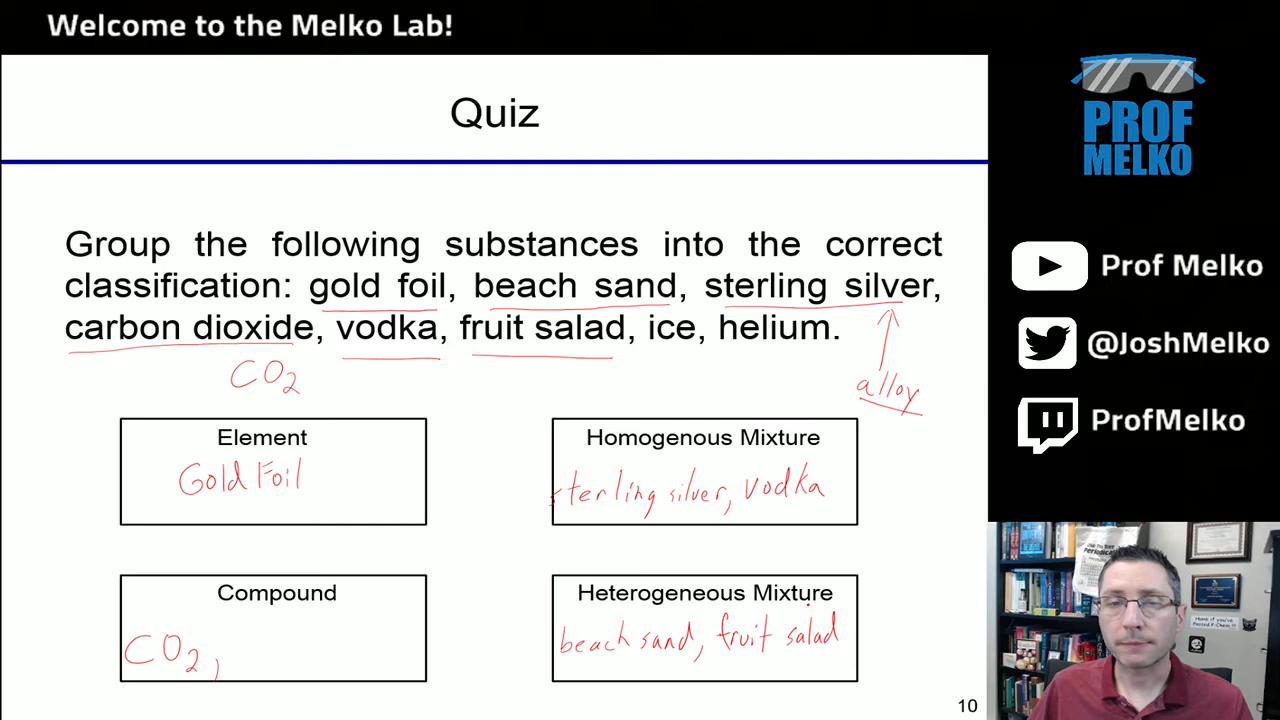 Welcome to the Melko Lab!
Quiz
Group the following substances into the correct
classification: gold foil, beach sand, sterling silver,
carbon dioxide, vodka, fruit salad, ice, helium.
CO2
alloy
Element
Gold Foil
Homogenous Mixture
sterling silver, vodka
Compound
CO2,
Heterogeneous Mixture
beach sand, fruit salad
10
PROF
MELKO
Prof Melko
@JoshMelko
ProfMelko